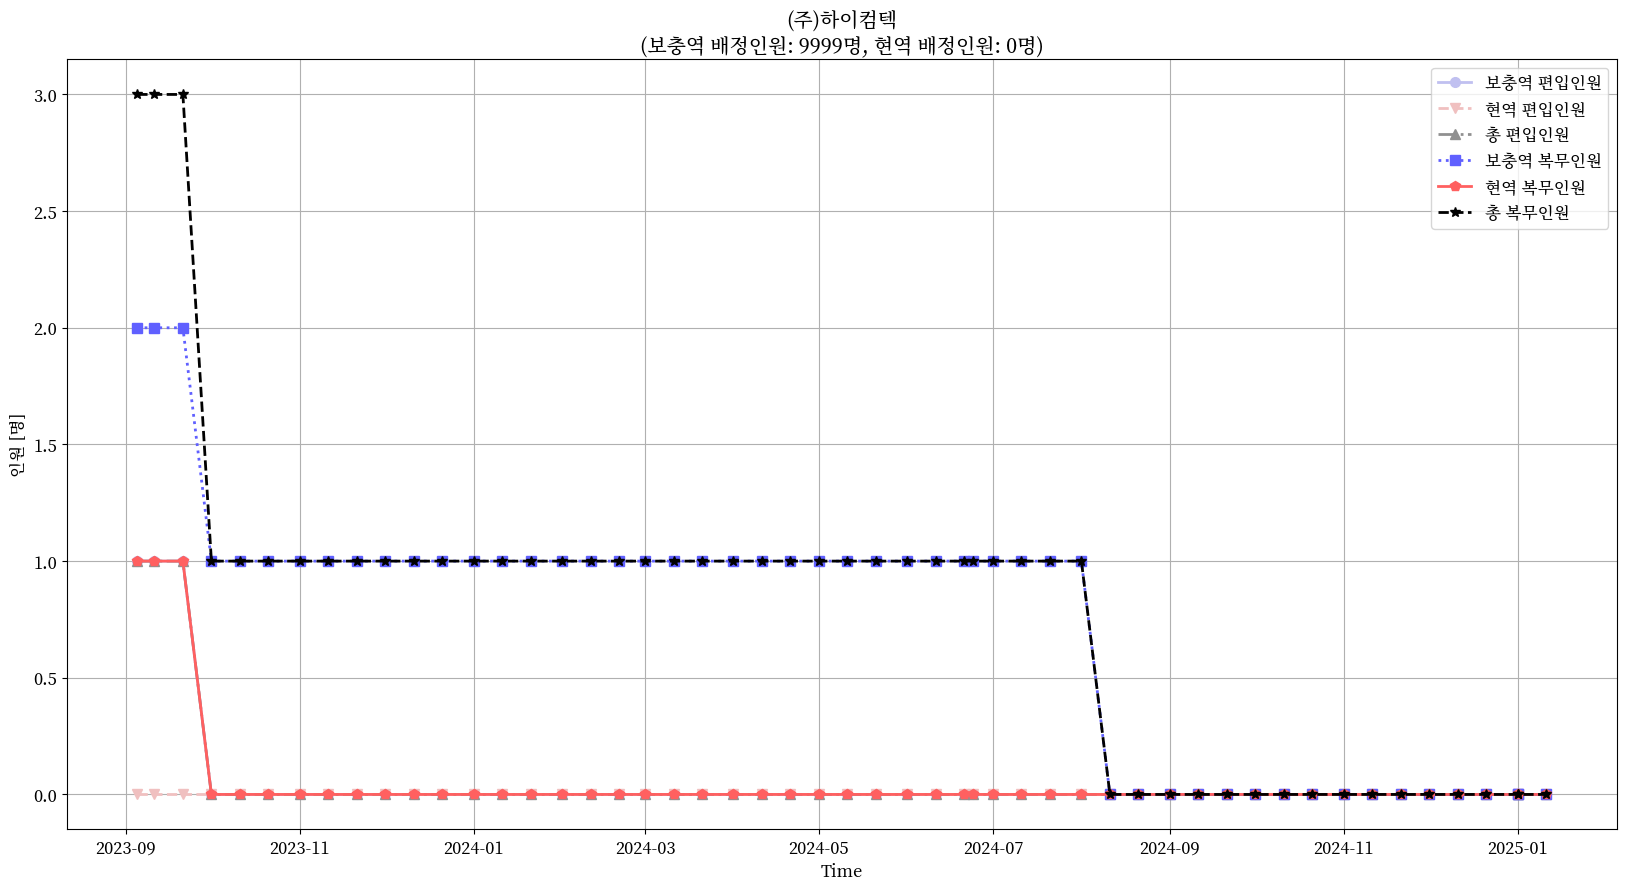 (주)하이컴텍
(보충역 배정인원: 9999명, 현역 배정인원: 0명)
보충역 편입인원
현역 편입인원
총 편입인원
보충역 복무인원
현역 복무인원
총 복무인원
3.0
2.5
2.0
1.5
1.0
0.5
0.0
인원 [명]
2023-09
2023-11
2024-01
2024-03
2024-05
2024-07
2024-09
2024-11
2025-01
Time